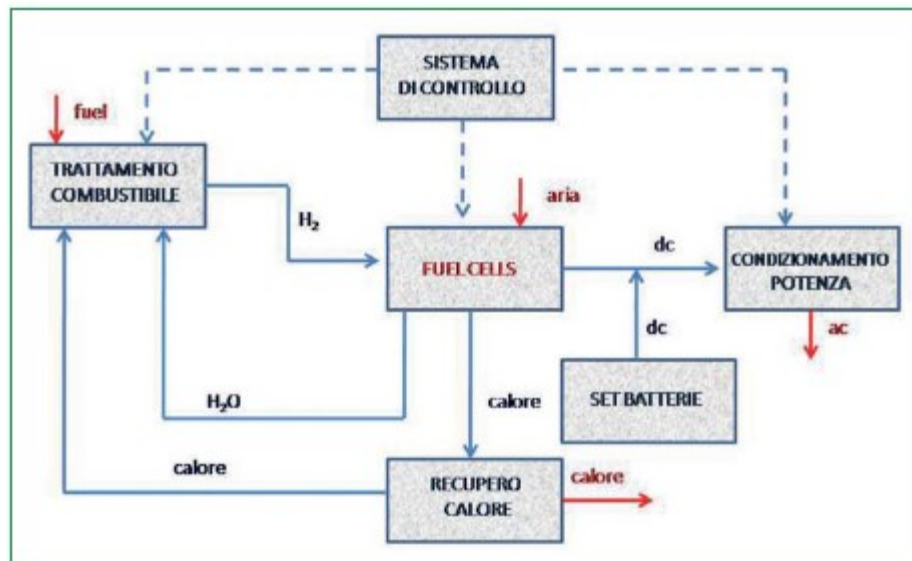 SISTEMA
DI CONTROLLO
fuel
TRATTAMENTO
COMBUSTIBILE
H₂
aria
FUEL CELLS
dc
CONDIZIONAMENTO
POTENZA
dc
ac
H₂O
calore
SET BATTERIE
calore
RECUPERO
CALORE
calore